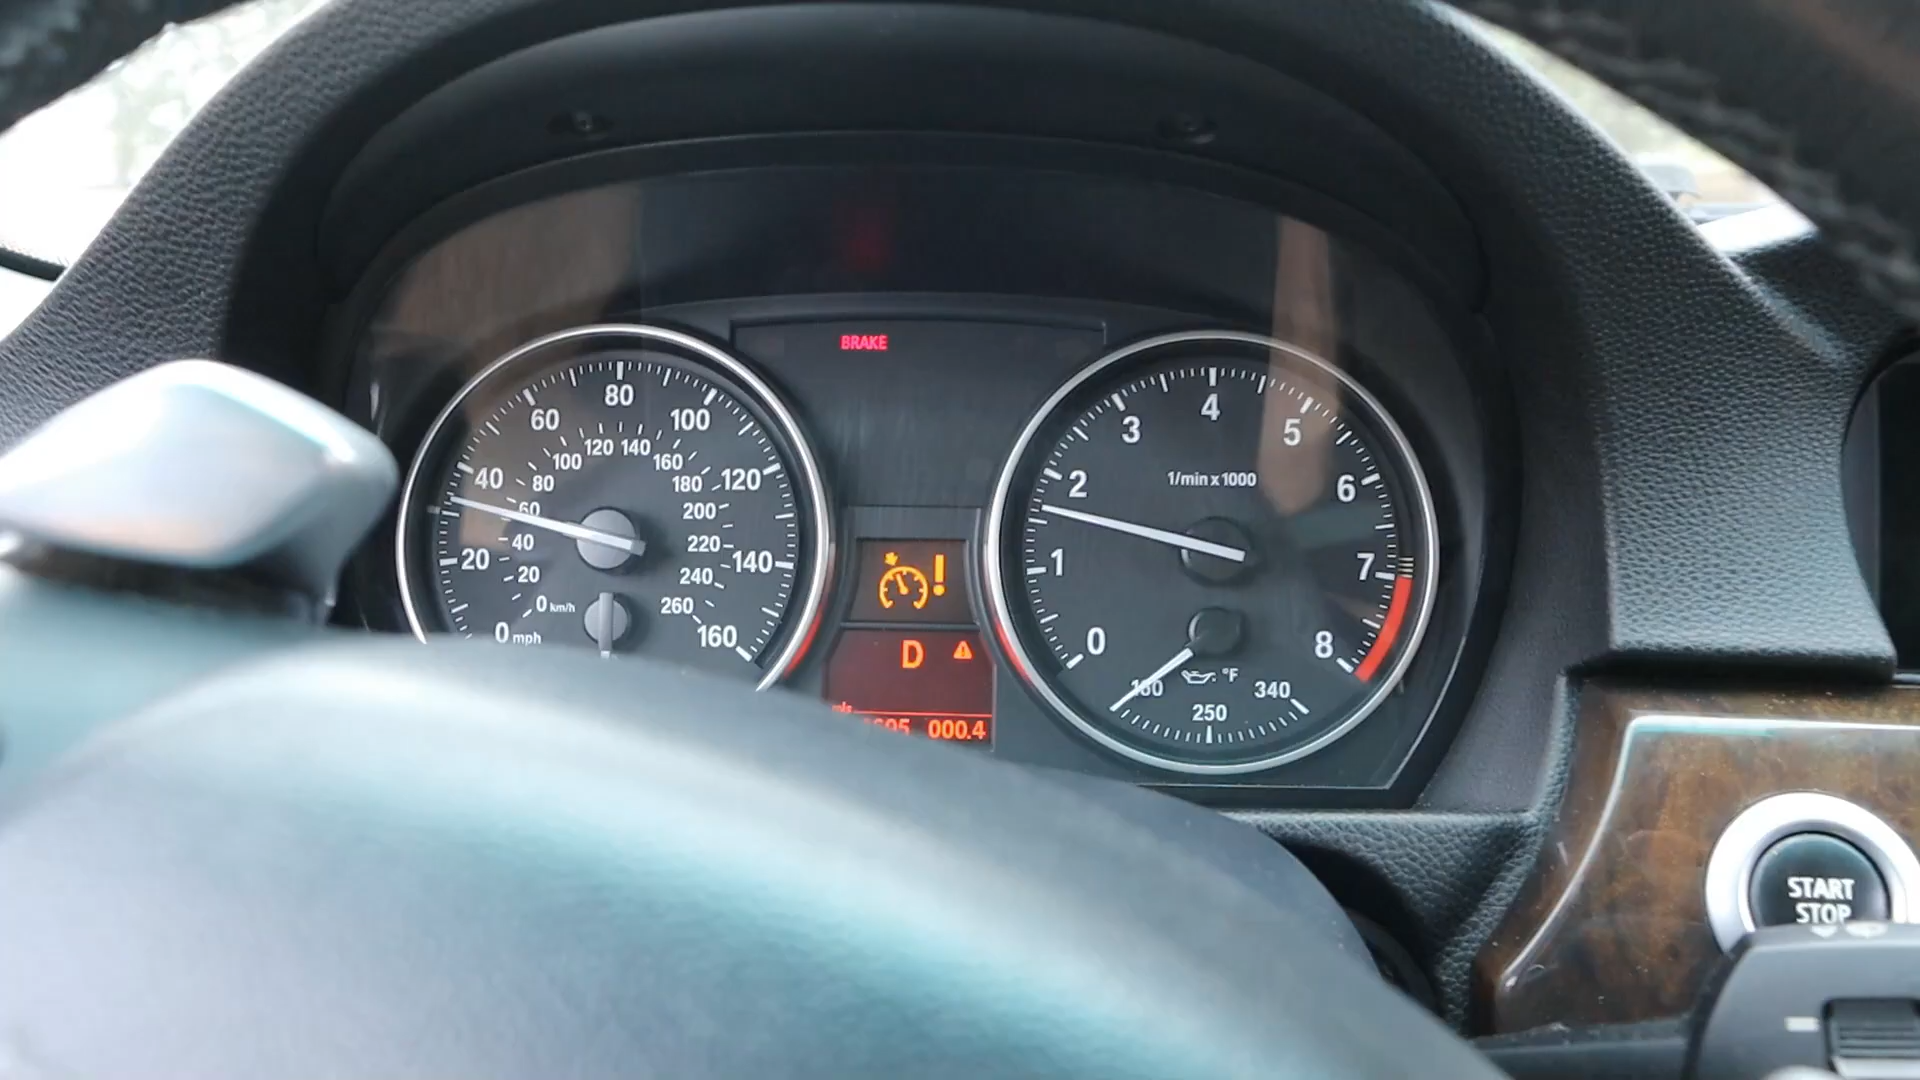 BRAKE
0 20 40 60 80 100 120 140 160
mph
0 20 40 60 80 100 120 140 160 180 200 220 240 260
km/h
0 1 2 3 4 5 6 7 8
1/min x 1000
D
mls
000.4
°F
250 340
START
STOP